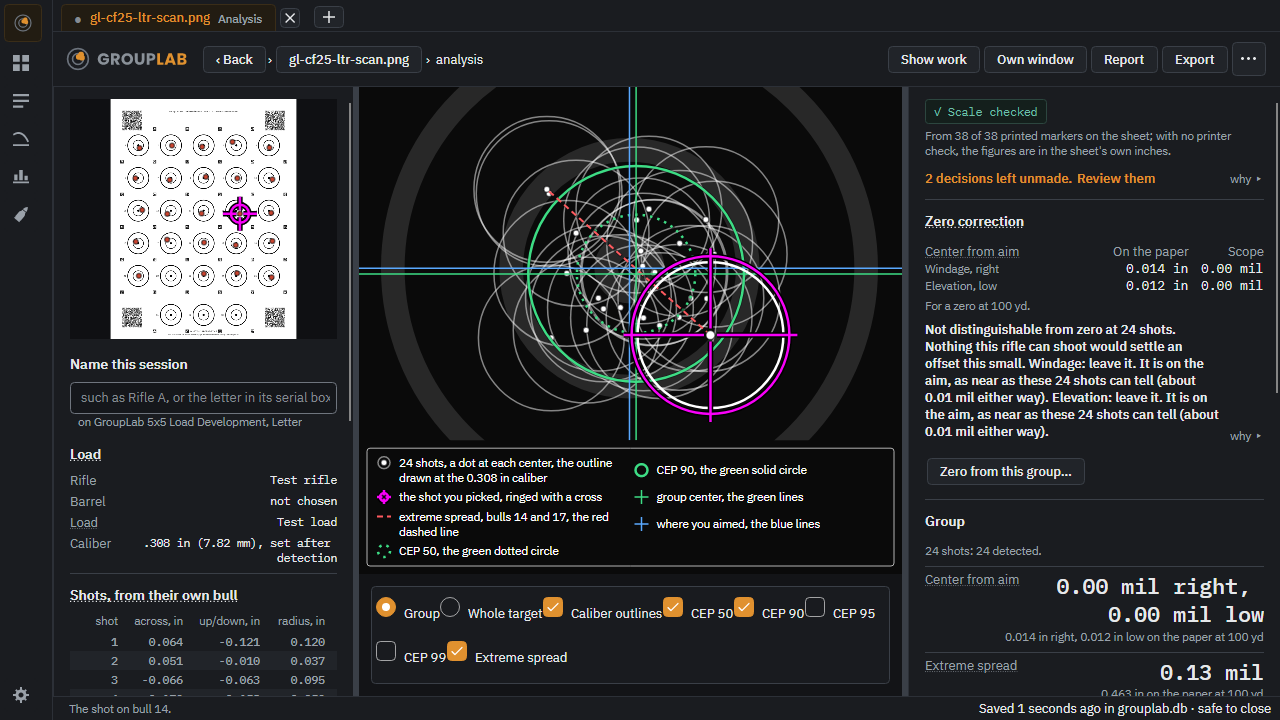 gl-cf25-ltr-scan.png Analysis
GROUPLAB
‹ Back › gl-cf25-ltr-scan.png › analysis
Show work
Own window
Report
Export
Name this session
such as Rifle A, or the letter in its serial box
on GroupLab 5x5 Load Development, Letter
Load
Rifle Test rifle
Barrel not chosen
Load Test load
Caliber .308 in (7.82 mm), set after
detection
Shots, from their own bull
shot across, in up/down, in radius, in
1 0.064 -0.121 0.120
2 0.051 -0.010 0.037
3 -0.066 -0.063 0.095
The shot on bull 14.
24 shots, a dot at each center, the outline
drawn at the 0.308 in caliber
the shot you picked, ringed with a cross
extreme spread, bulls 14 and 17, the red
dashed line
CEP 50, the green dotted circle
CEP 90, the green solid circle
group center, the green lines
where you aimed, the blue lines
Group Whole target Caliber outlines CEP 50 CEP 90 CEP 95
CEP 99 Extreme spread
√ Scale checked
From 38 of 38 printed markers on the sheet; with no printer
check, the figures are in the sheet's own inches.
2 decisions left unmade. Review them why ▸
Zero correction
Center from aim On the paper Scope
Windage, right 0.014 in 0.00 mil
Elevation, low 0.012 in 0.00 mil
For a zero at 100 yd.
Not distinguishable from zero at 24 shots.
Nothing this rifle can shoot would settle an
offset this small. Windage: leave it. It is on the
aim, as near as these 24 shots can tell (about
0.01 mil either way). Elevation: leave it. It is on
the aim, as near as these 24 shots can tell (about
0.01 mil either way).
why ▸
Zero from this group...
Group
24 shots: 24 detected.
Center from aim 0.00 mil right,
0.00 mil low
0.014 in right, 0.012 in low on the paper at 100 yd
Extreme spread 0.13 mil
0.463 in on the paper at 100 yd
Saved 1 seconds ago in grouplab.db · safe to close